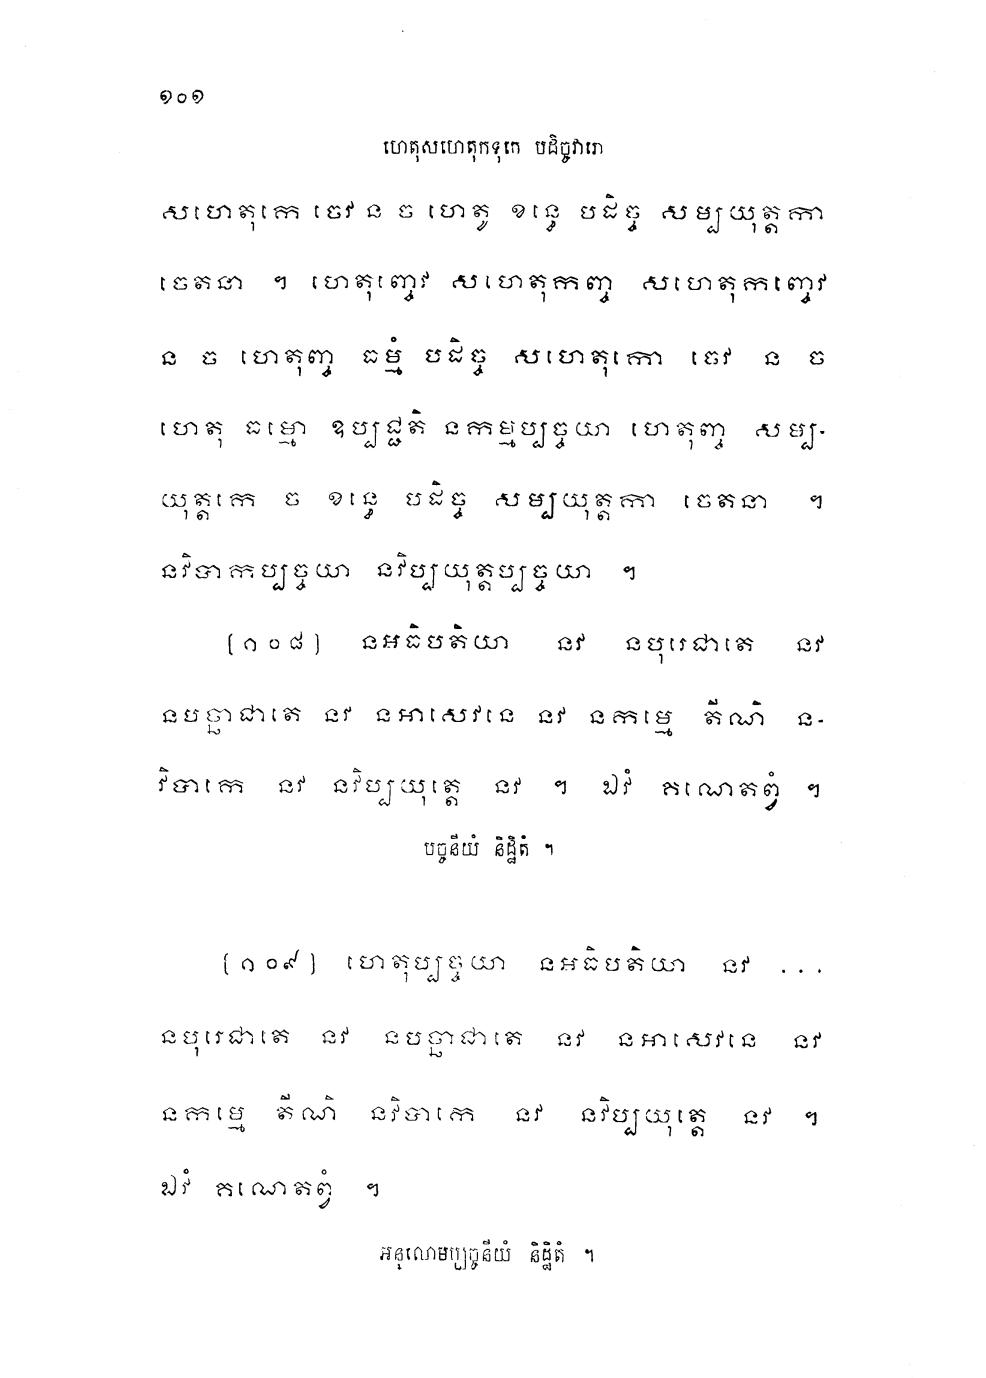 ១០១
ហេតុសហេតុកទុកេ បដិច្ចវារោ
សហេតុកេ ចេវ ន ច ហេតូ ខន្ធេ បដិច្ច សម្បយុត្តកា
ចេតនា ។ ហេតុញ្ចេវ សហេតុកញ្ច សហេតុកញ្ចេវ
ន ច ហេតុញ្ច ធម្មំ បដិច្ច សហេតុកោ ចេវ ន ច
ហេតុ ធម្មោ ឧប្បជ្ជតិ នកម្មប្បច្ចយា ហេតុញ្ច សម្ប-
យុត្តកេ ច ខន្ធេ បដិច្ច សម្បយុត្តកា ចេតនា ។
នវិបាកប្បច្ចយា នវិប្បយុត្តប្បច្ចយា ។
[១០៨] នអធិបតិយា នវ នបុរេជាតេ នវ
នបច្ឆាជាតេ នវ នអាសេវនេ នវ នកម្មេ តីណិ ន-
វិបាកេ នវ នវិប្បយុត្តេ នវ ។ ឯវំ គណេតព្វំ ។
បច្ចនីយំ និដ្ឋិតំ ។
[១០៩] ហេតុប្បច្ចយា នអធិបតិយា នវ ...
នបុរេជាតេ នវ នបច្ឆាជាតេ នវ នអាសេវនេ នវ
នកម្មេ តីណិ នវិបាកេ នវ នវិប្បយុត្តេ នវ ។
ឯវំ គណេតព្វំ ។
អនុលោមប្បច្ចនីយំ និដ្ឋិតំ ។